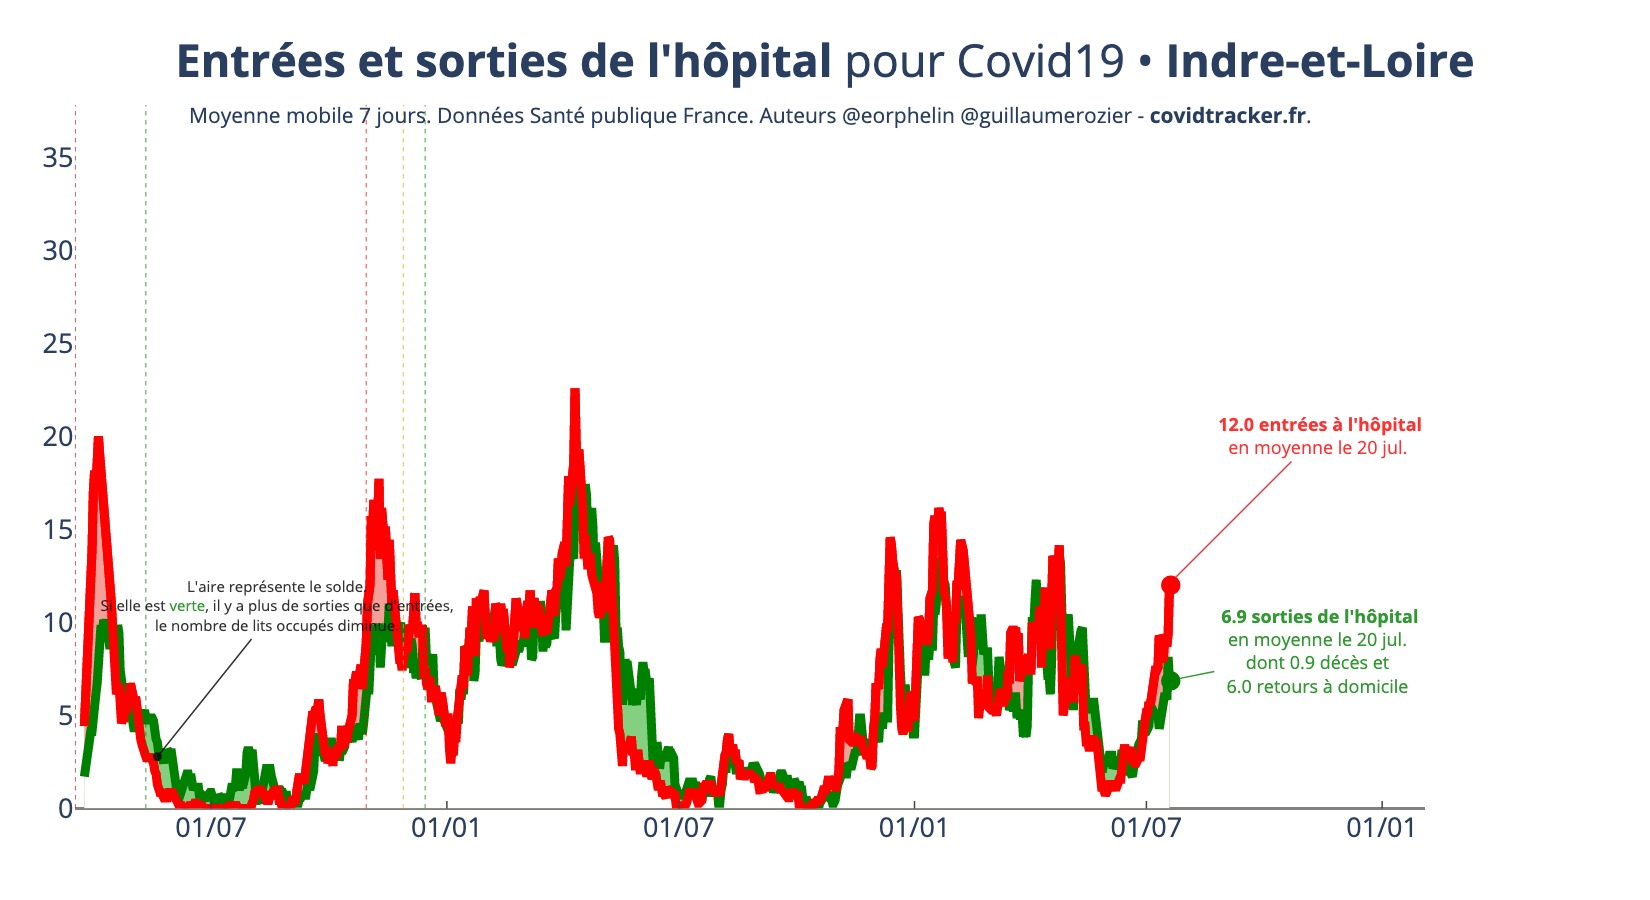 Entrées et sorties de l'hôpital pour Covid19 • Indre-et-Loire
Moyenne mobile 7 jours. Données Santé publique France. Auteurs @eorphelin @guillaumerozier - covidtracker.fr.
35
30
25
20
15
10
5
0
L'aire représente le solde.
Si elle est verte, il y a plus de sorties que d'entrées,
le nombre de lits occupés diminue.
12.0 entrées à l'hôpital
en moyenne le 20 jul.
6.9 sorties de l'hôpital
en moyenne le 20 jul.
dont 0.9 décès et
6.0 retours à domicile
01/07
01/01
01/07
01/01
01/07
01/01